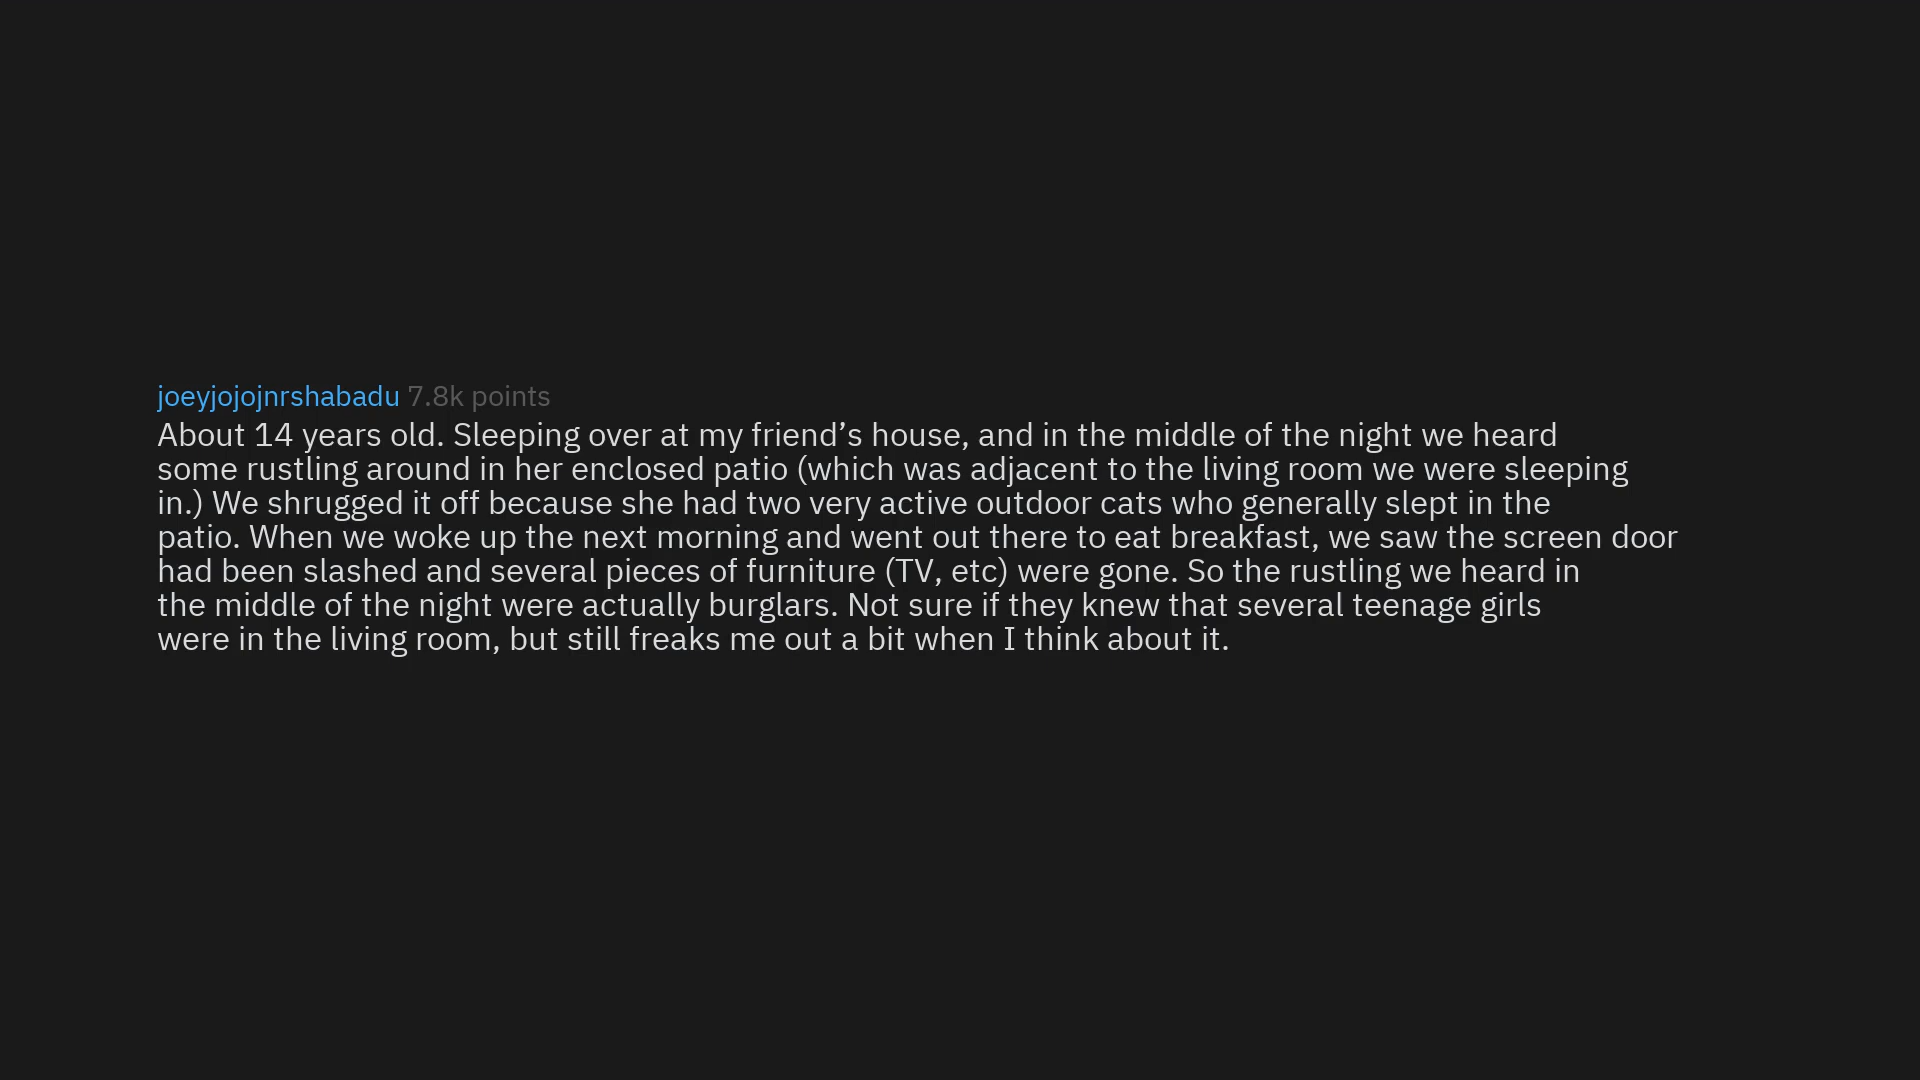 joeyjojojnrshabadu 7.8k points
About 14 years old. Sleeping over at my friend’s house, and in the middle of the night we heard
some rustling around in her enclosed patio (which was adjacent to the living room we were sleeping
in.) We shrugged it off because she had two very active outdoor cats who generally slept in the
patio. When we woke up the next morning and went out there to eat breakfast, we saw the screen door
had been slashed and several pieces of furniture (TV, etc) were gone. So the rustling we heard in
the middle of the night were actually burglars. Not sure if they knew that several teenage girls
were in the living room, but still freaks me out a bit when I think about it.